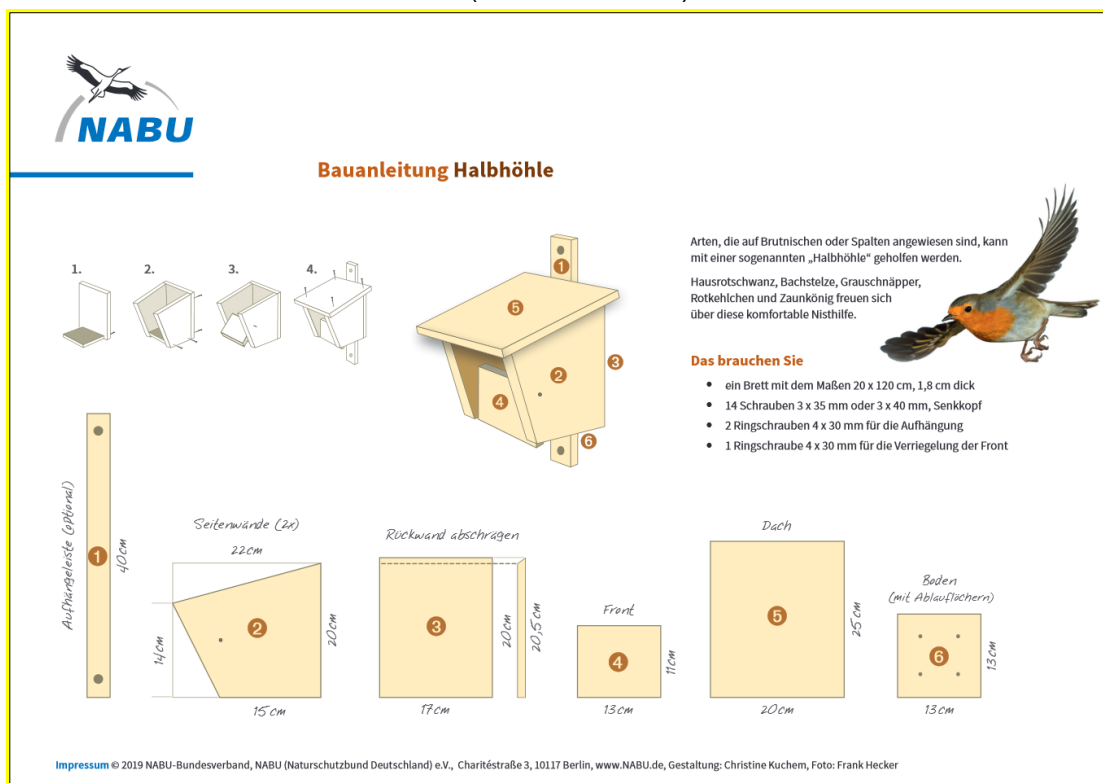 NABU
Bauanleitung Halbhöhle
1.
2.
3.
4.
1
5
2
3
4
6
Arten, die auf Brutnischen oder Spalten angewiesen sind, kann
mit einer sogenannten „Halbhöhle“ geholfen werden.
Hausrotschwanz, Bachstelze, Grauschnäpper,
Rotkehlchen und Zaunkönig freuen sich
über diese komfortable Nisthilfe.
Das brauchen Sie
• ein Brett mit dem Maßen 20 x 120 cm, 1,8 cm dick
• 14 Schrauben 3 x 35 mm oder 3 x 40 mm, Senkkopf
• 2 Ringschrauben 4 x 30 mm für die Aufhängung
• 1 Ringschraube 4 x 30 mm für die Verriegelung der Front
Aufhängeleiste (optional)
1
40cm
Seitenwände (2x)
22cm
14cm
2
20cm
15cm
Rückwand abschrägen
3
20cm
20,5cm
17cm
Front
4
11cm
13cm
Dach
5
25cm
20cm
Boden
(mit Ablauflöchern)
6
13cm
13cm
Impressum © 2019 NABU-Bundesverband, NABU (Naturschutzbund Deutschland) e.V., Charitéstraße 3, 10117 Berlin, www.NABU.de, Gestaltung: Christine Kuchem, Foto: Frank Hecker